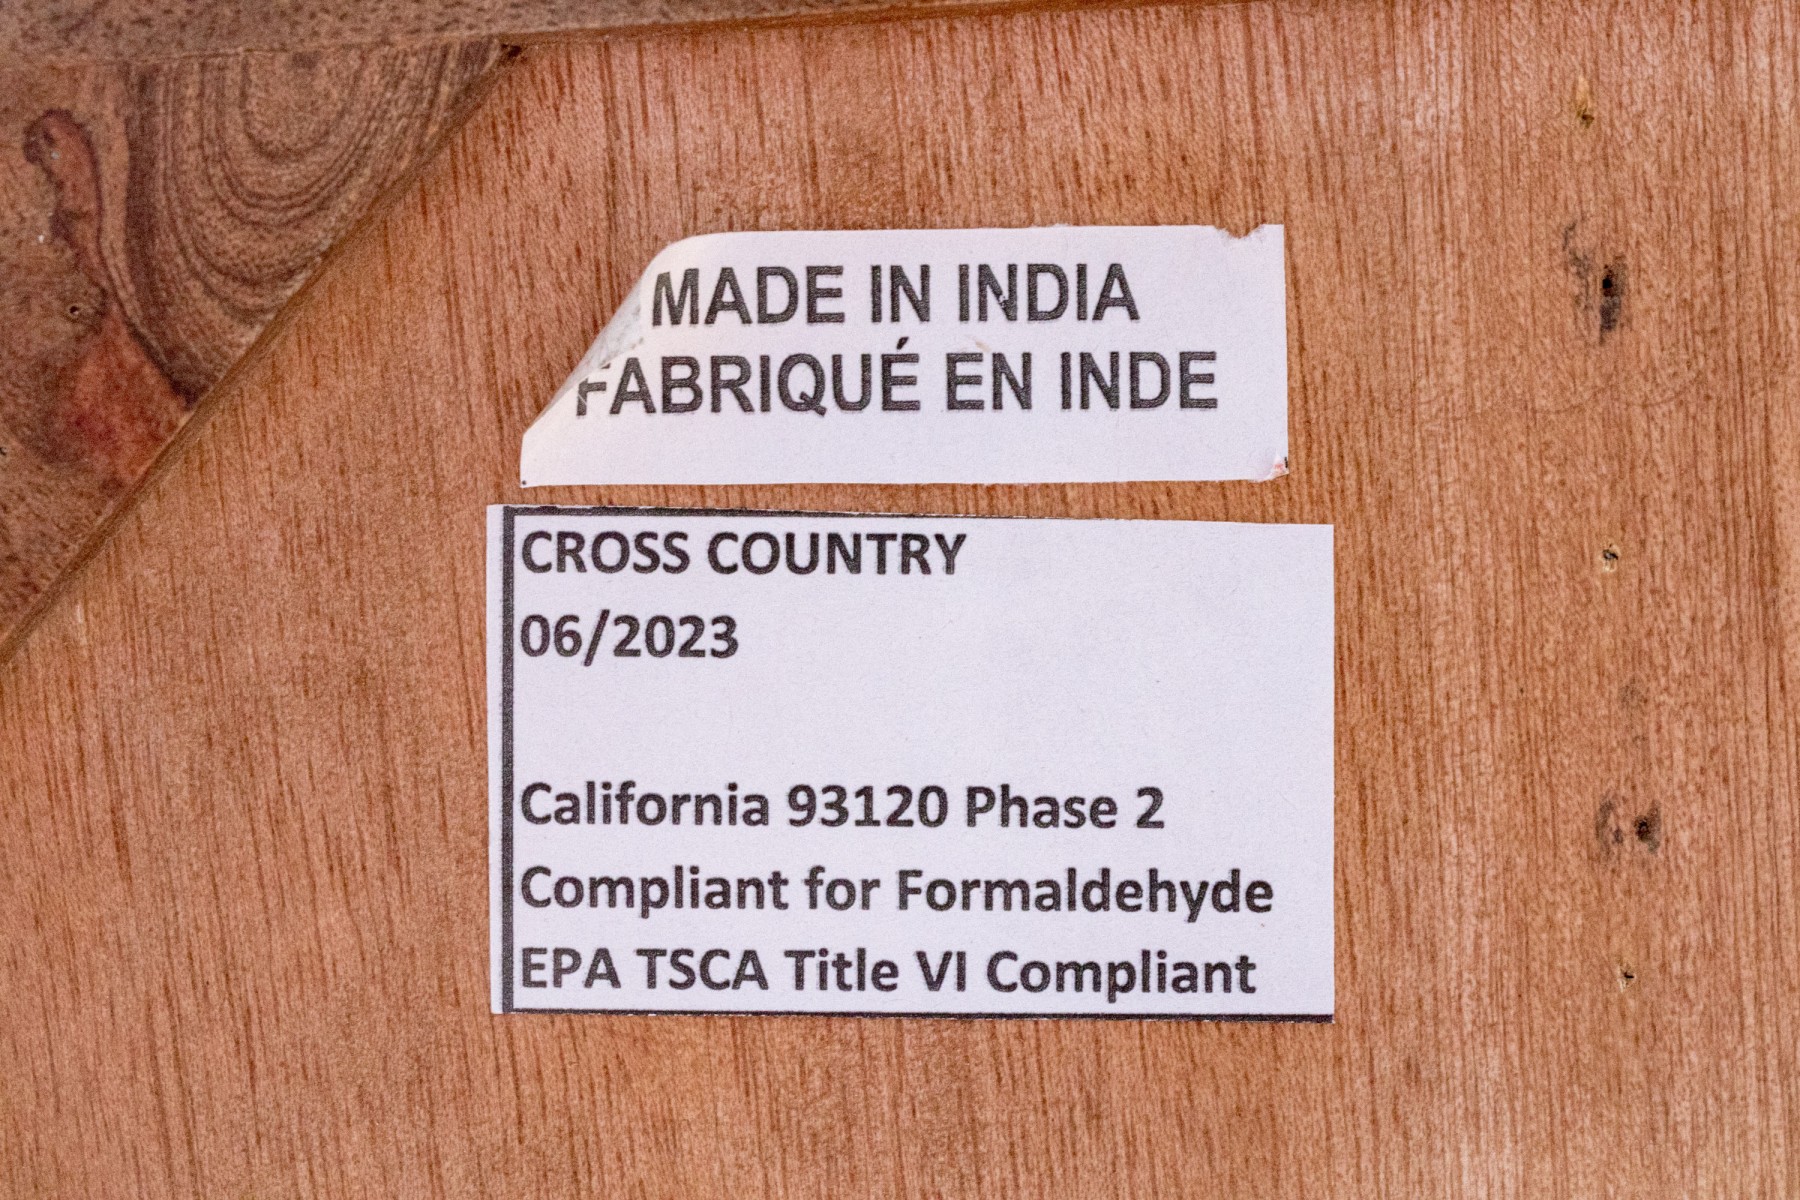 MADE IN INDIA
FABRIQUÉ EN INDE
CROSS COUNTRY
06/2023
California 93120 Phase 2
Compliant for Formaldehyde
EPA TSCA Title VI Compliant